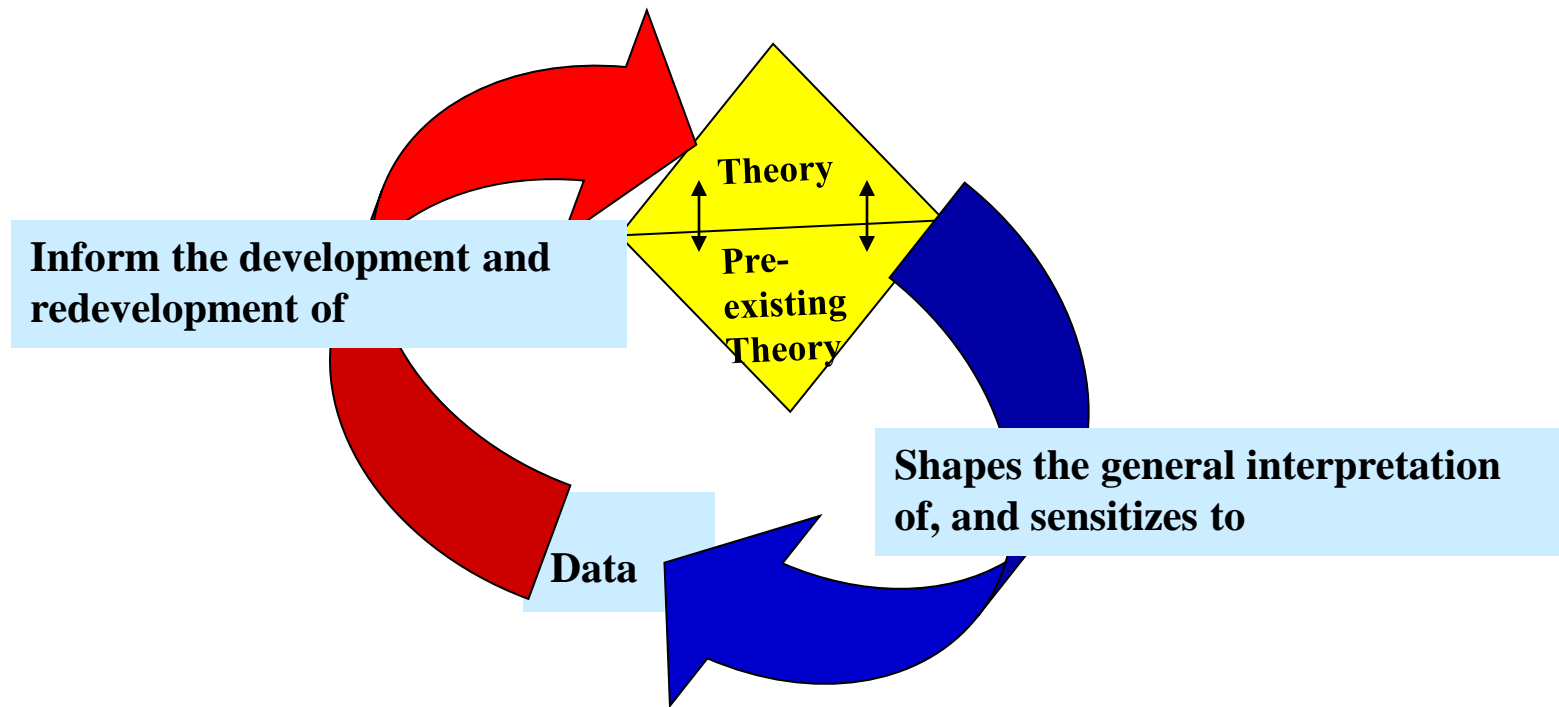 Theory
Pre-
existing
Theory
Inform the development and
redevelopment of
Shapes the general interpretation
of, and sensitizes to
Data